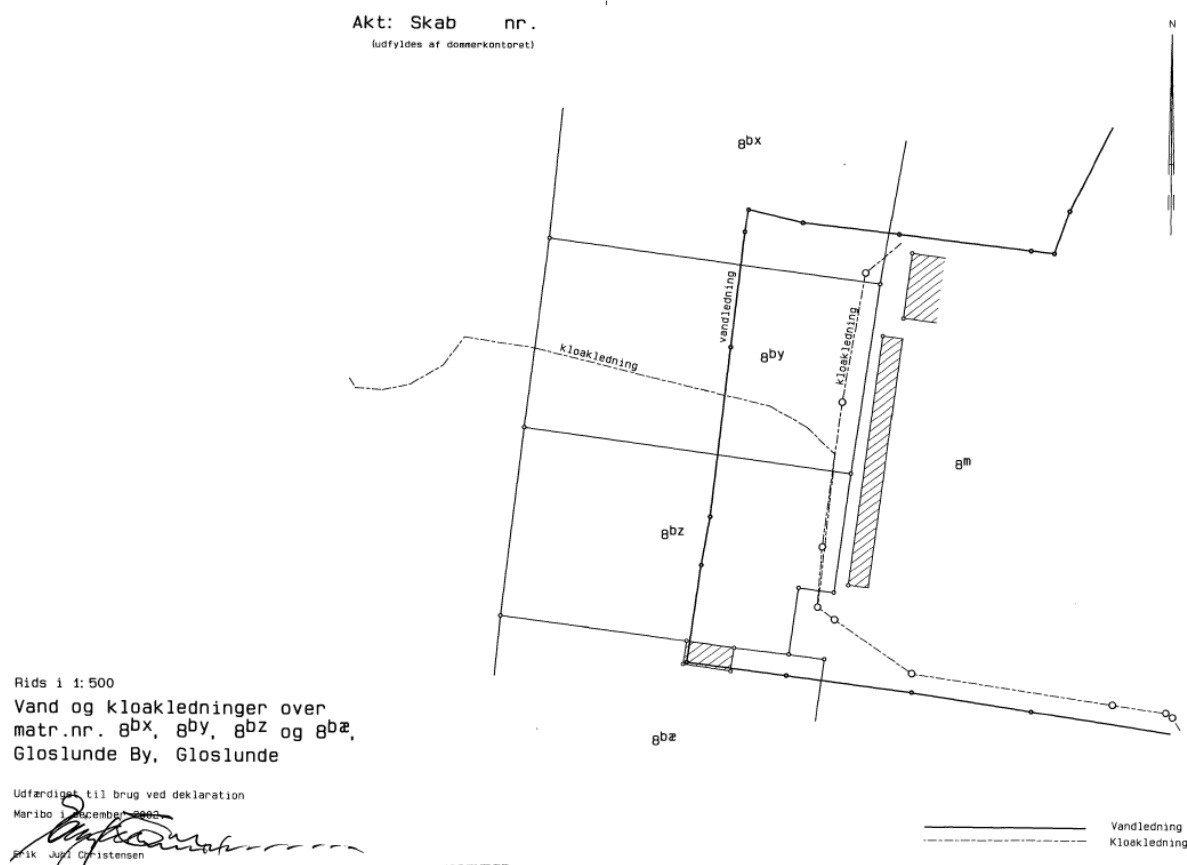 Akt: Skab nr.
(udfyldes af dommerkontoret)
N
8bx
vandledning
kloakledning
kloakledning
8by
8m
8bz
8bæ
Rids i 1:500
Vand og kloakledninger over
matr.nr. 8bx, 8by, 8bz og 8bæ,
Gloslunde By, Gloslunde
Udfærdiget til brug ved deklaration
Maribo i december 2002.
Erik Juhl Christensen
Vandledning
Kloakledning